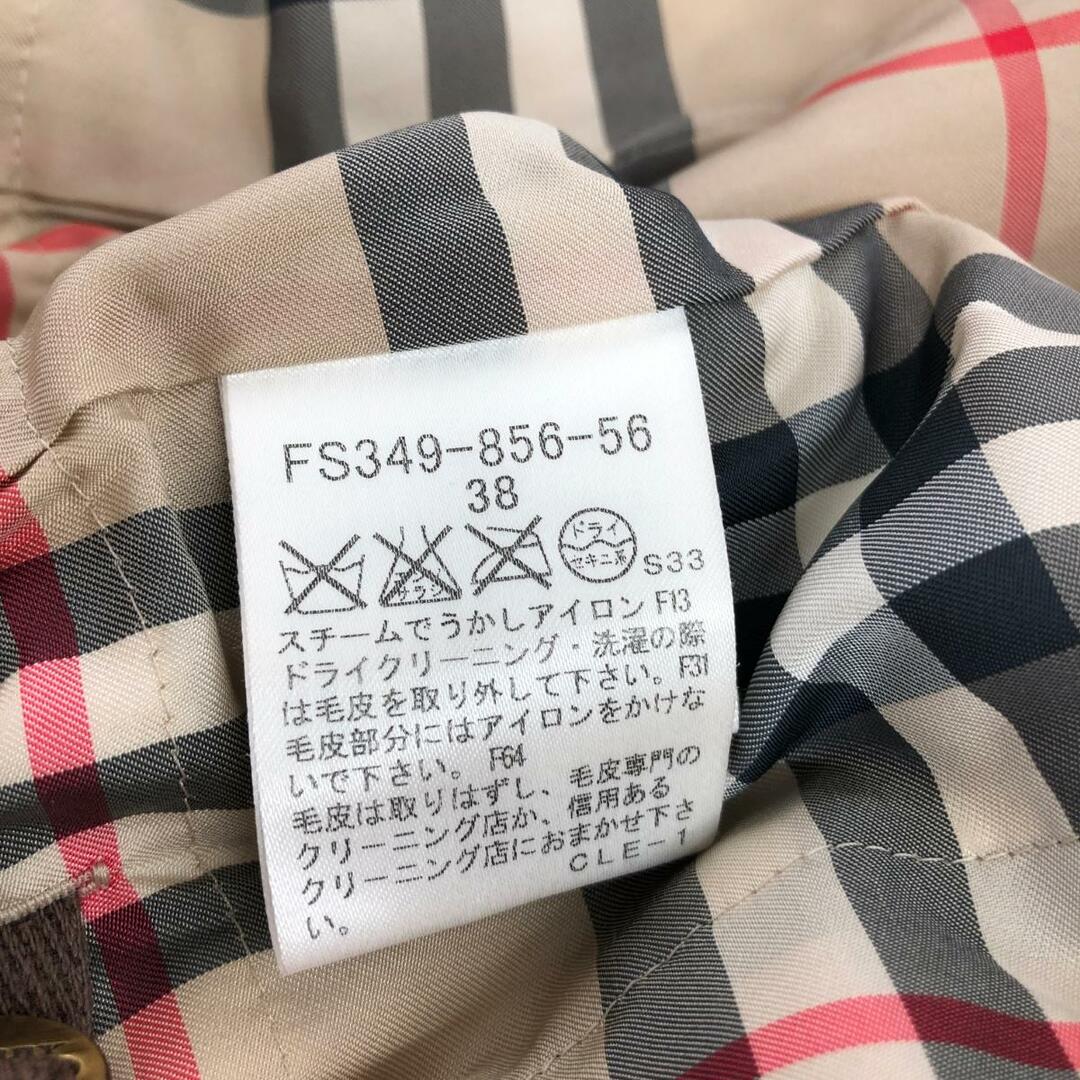 FS349-856-56
38
ドライ
セキユ系
S33
スチームでうかしアイロン F13
ドライクリーニング・洗濯の際
は毛皮を取り外して下さい。F31
毛皮部分にはアイロンをかけな
いで下さい。 F64
毛皮は取りはずし、毛皮専門の
クリーニング店か、信用ある
クリーニング店におまかせ下さ
い。
CLE-1